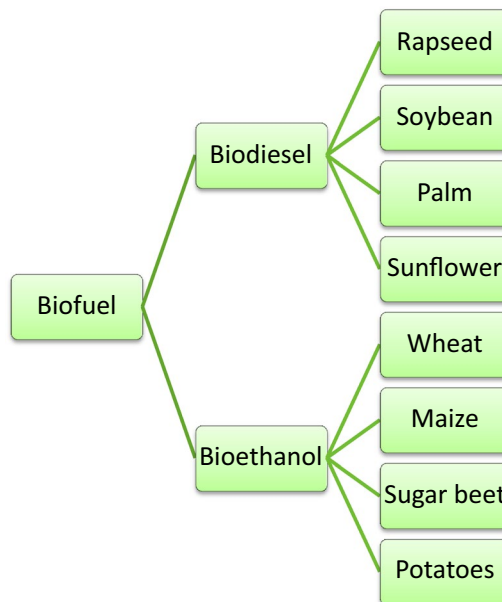 Rapseed
Soybean
Biodiesel
Palm
Sunflower
Biofuel
Wheat
Maize
Bioethanol
Sugar beet
Potatoes